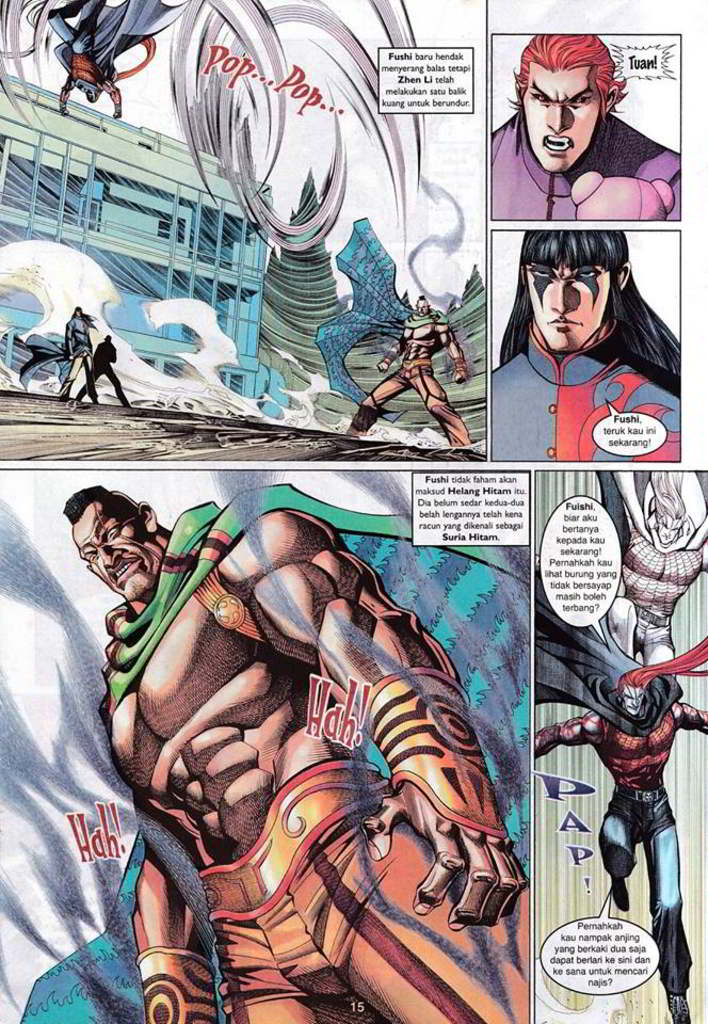 Pop... Pop...
Fushi baru hendak
menyerang balas tetapi
Zhen Li telah
melakukan satu balik
kuang untuk berundur.
Tuan!
Fushi,
teruk kau ini
sekarang!
Fushi tidak faham akan
maksud Helang Hitam itu.
Dia belum sedar kedua-dua
belah lengannya telah kena
racun yang dikenali sebagai
Suria Hitam.
Hah!
Hah!
Fuishi,
biar aku
bertanya
kepada kau
sekarang!
Pernahkah kau
lihat burung yang
tidak bersayap
masih boleh
terbang?
PAP!
Pernahkah
kau nampak anjing
yang berkaki dua saja
dapat berlari ke sini dan
ke sana untuk mencari
najis?
15